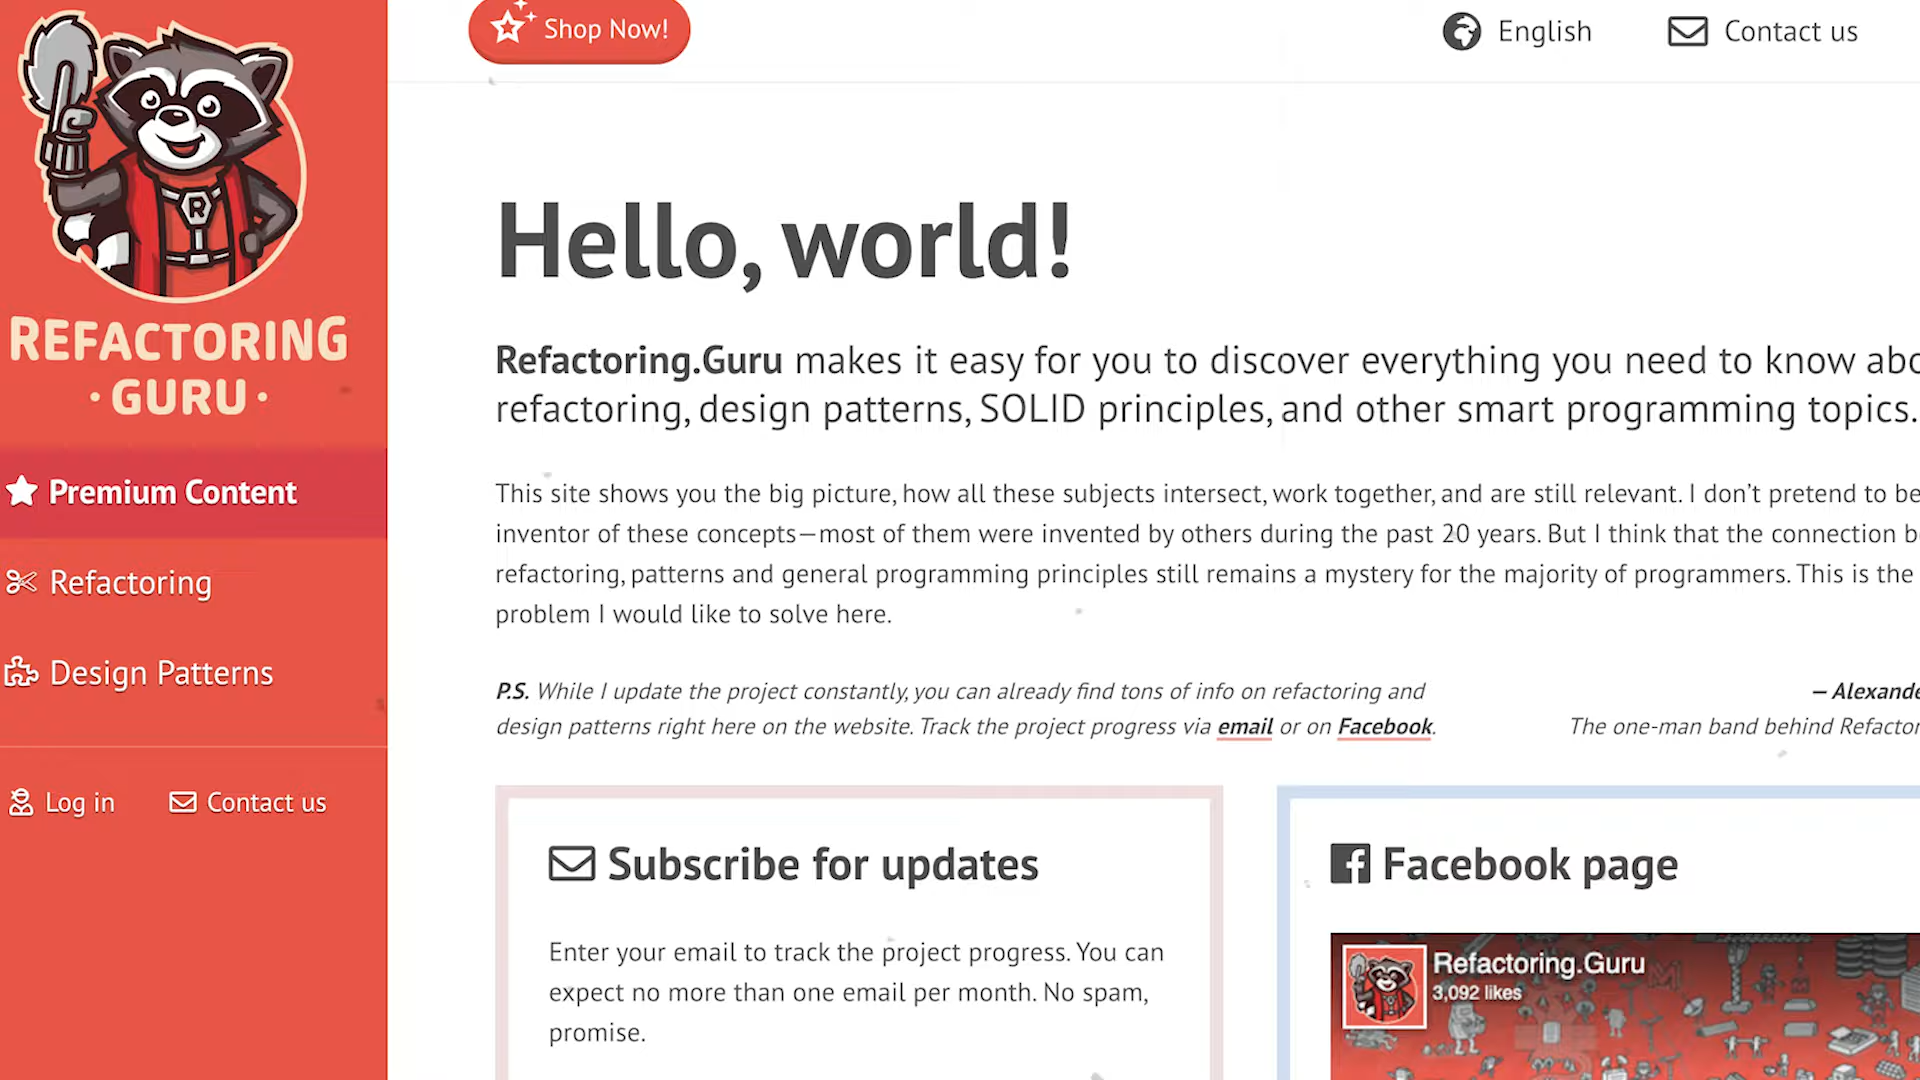 Shop Now!
English
Contact us
R
REFACTORING
· GURU ·
Premium Content
Refactoring
Design Patterns
Log in
Contact us
Hello, world!
Refactoring.Guru makes it easy for you to discover everything you need to know
refactoring, design patterns, SOLID principles, and other smart programming topics.
This site shows you the big picture, how all these subjects intersect, work together, and are still relevant. I don’t pretend to be
inventor of these concepts—most of them were invented by others during the past 20 years. But I think that the connection
refactoring, patterns and general programming principles still remains a mystery for the majority of programmers. This is the
problem I would like to solve here.
P.S. While I update the project constantly, you can already find tons of info on refactoring and
design patterns right here on the website. Track the project progress via email or on Facebook.
— Alexande
The one-man band behind Refactor
Subscribe for updates
Enter your email to track the project progress. You can
expect no more than one email per month. No spam,
promise.
Facebook page
Refactoring.Guru
3,092 likes